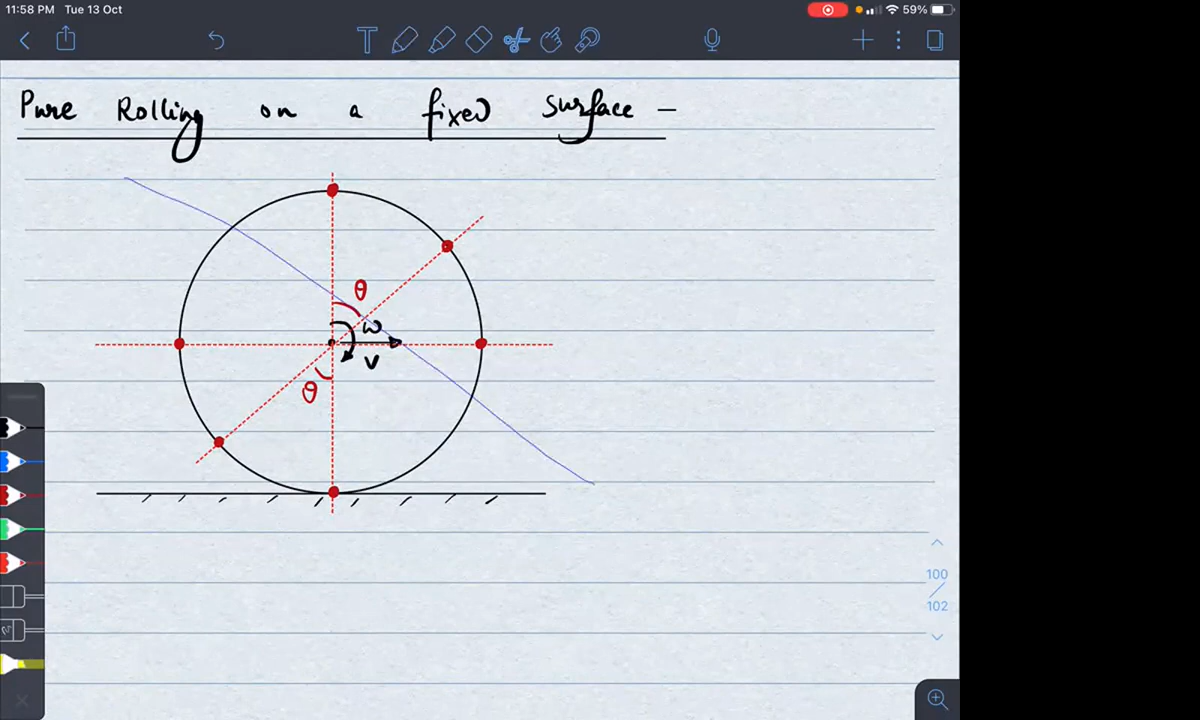 11:58 PM Tue 13 Oct
59%
T
Pure Rolling on a fixed surface —
θ
ω
v
θ
100
102